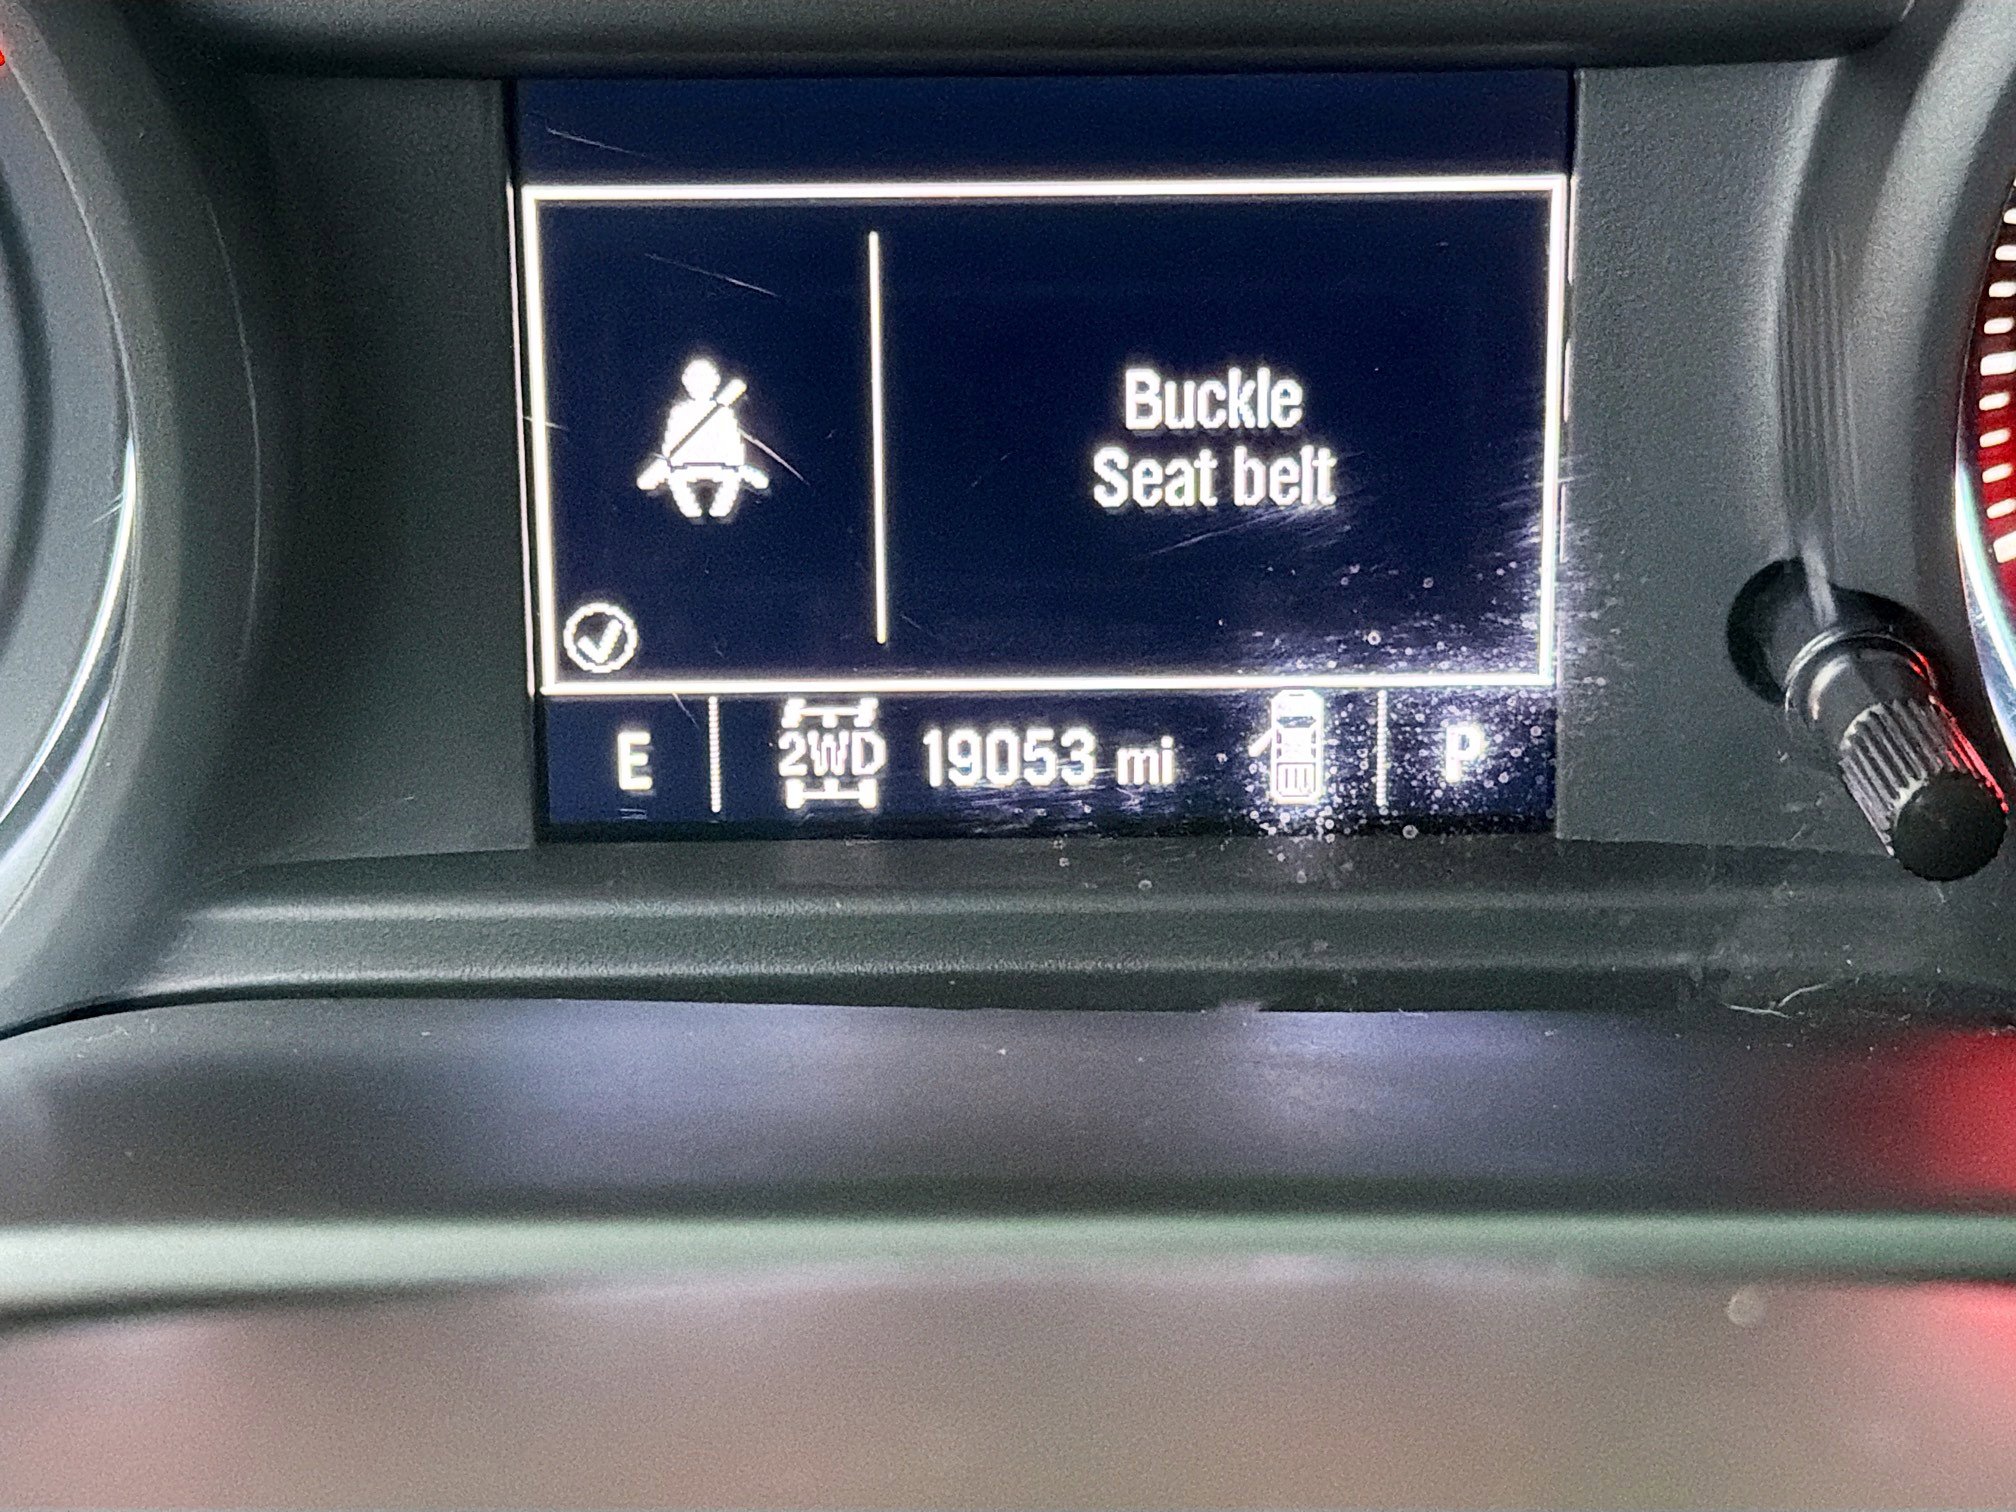 Buckle
Seat belt
E 2WD 19053 mi P